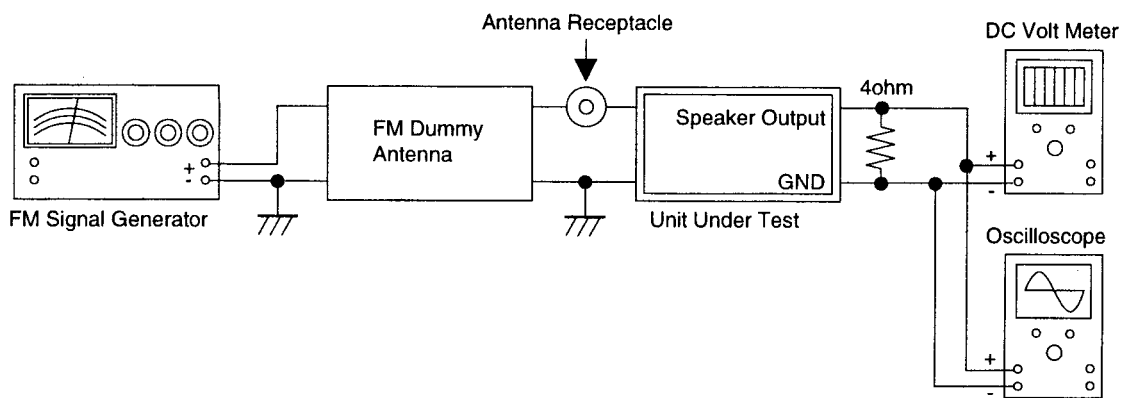 Antenna Receptacle
DC Volt Meter
4ohm
FM Dummy
Antenna
Speaker Output
GND
+
-
+
-
FM Signal Generator
Unit Under Test
Oscilloscope
+
-